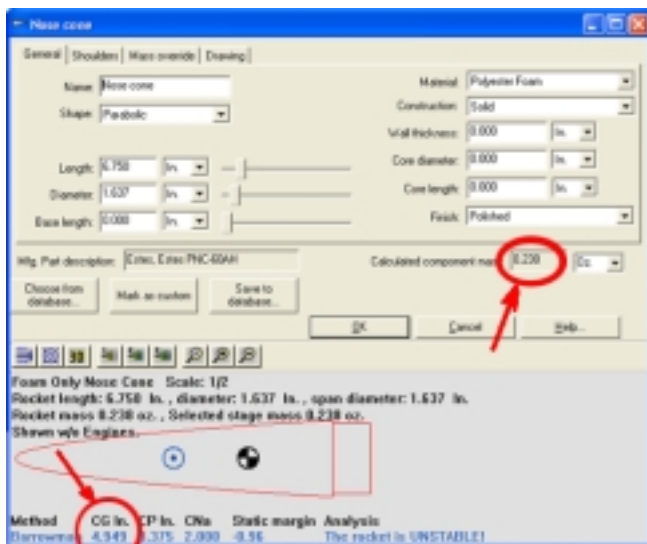 Nose cone
General Shoulders Mass override Drawing
Name: Nose cone
Shape: Parabolic
Length: 6.750 In.
Diameter: 1.637 In.
Base length: 0.000 In.
Material: Polyester Foam
Construction: Solid
Wall thickness: 0.000 In.
Core diameter: 0.000 In.
Core length: 0.000 In.
Finish: Polished
Mfg. Part description: Estes, Estes PNC-60AH
Calculated component mass: 0.238 Oz.
Choose from database...
Mark as custom
Save to database...
OK Cancel Help...
Foam Only Nose Cone Scale: 1/2
Rocket length: 6.750 In. , diameter: 1.637 In. , span diameter: 1.637 In.
Rocket mass 0.238 oz. , Selected stage mass 0.238 oz.
Shown w/o Engines.
Method CG In. CP In. CNa Static margin Analysis
Barrowman 4.949 3.375 2.000 -0.96 The rocket is UNSTABLE!